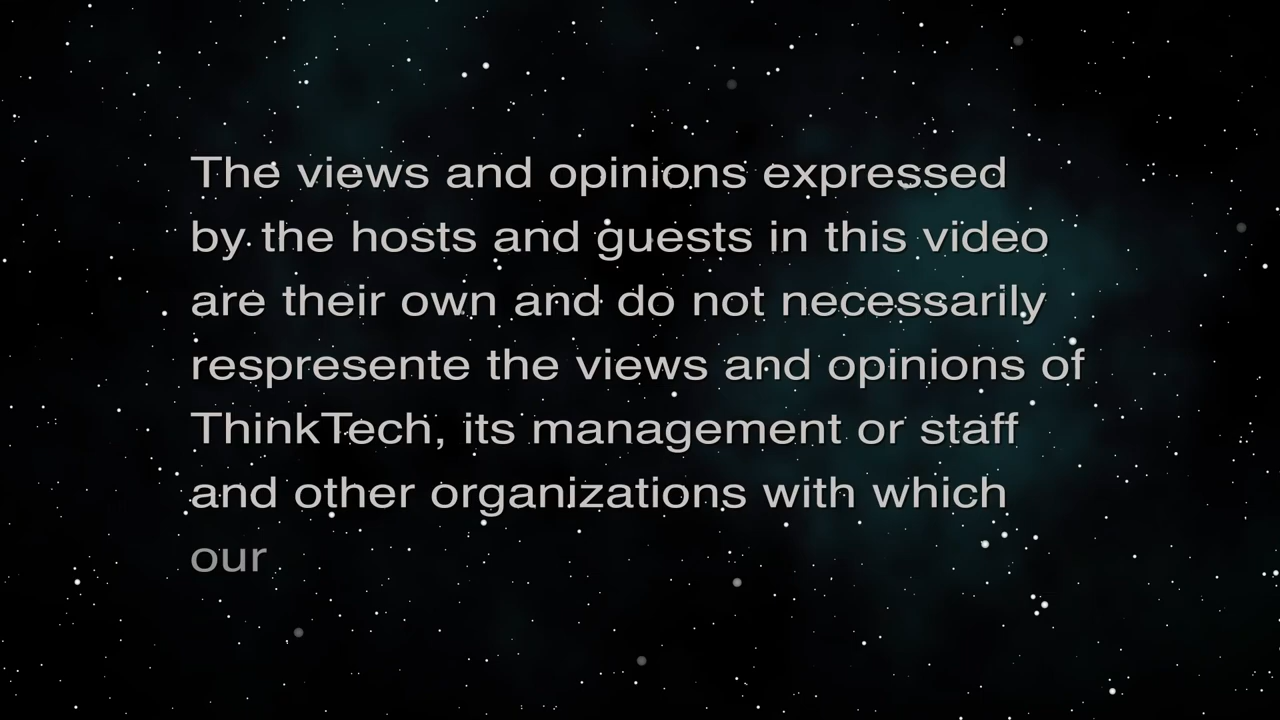 The views and opinions expressed
by the hosts and guests in this video
are their own and do not necessarily
respresente the views and opinions of
ThinkTech, its management or staff
and other organizations with which
our